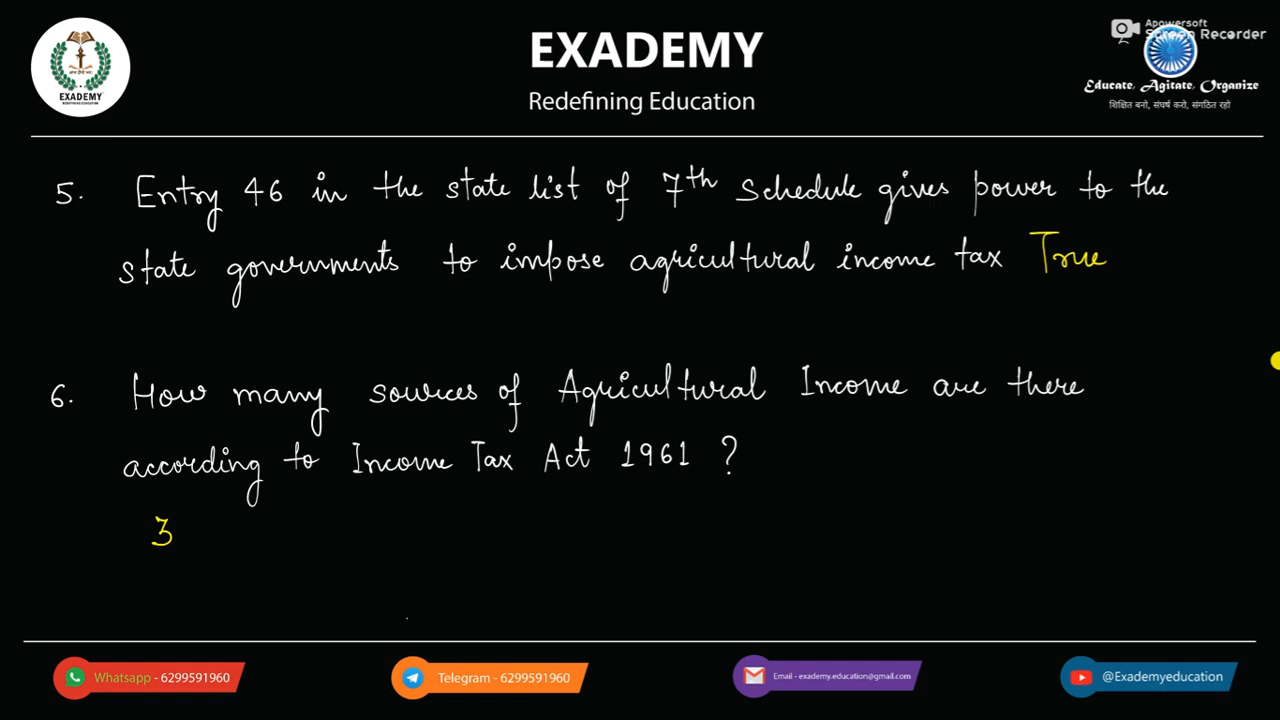 EXADEMY
Redefining Education
EXADEMY
REDEFINING EDUCATION
Apowersoft
Screen Recorder
Educate, Agitate, Organize
शिक्षित बनो, संघर्ष करो, संगठित रहो
5. Entry 46 in the state list of 7th Schedule gives power to the
state governments to impose agricultural income tax True
6. How many sources of Agricultural Income are there
according to Income Tax Act 1961 ?
3
Whatsapp - 6299591960
Telegram - 6299591960
Email - exademy.education@gmail.com
@Exademyeducation